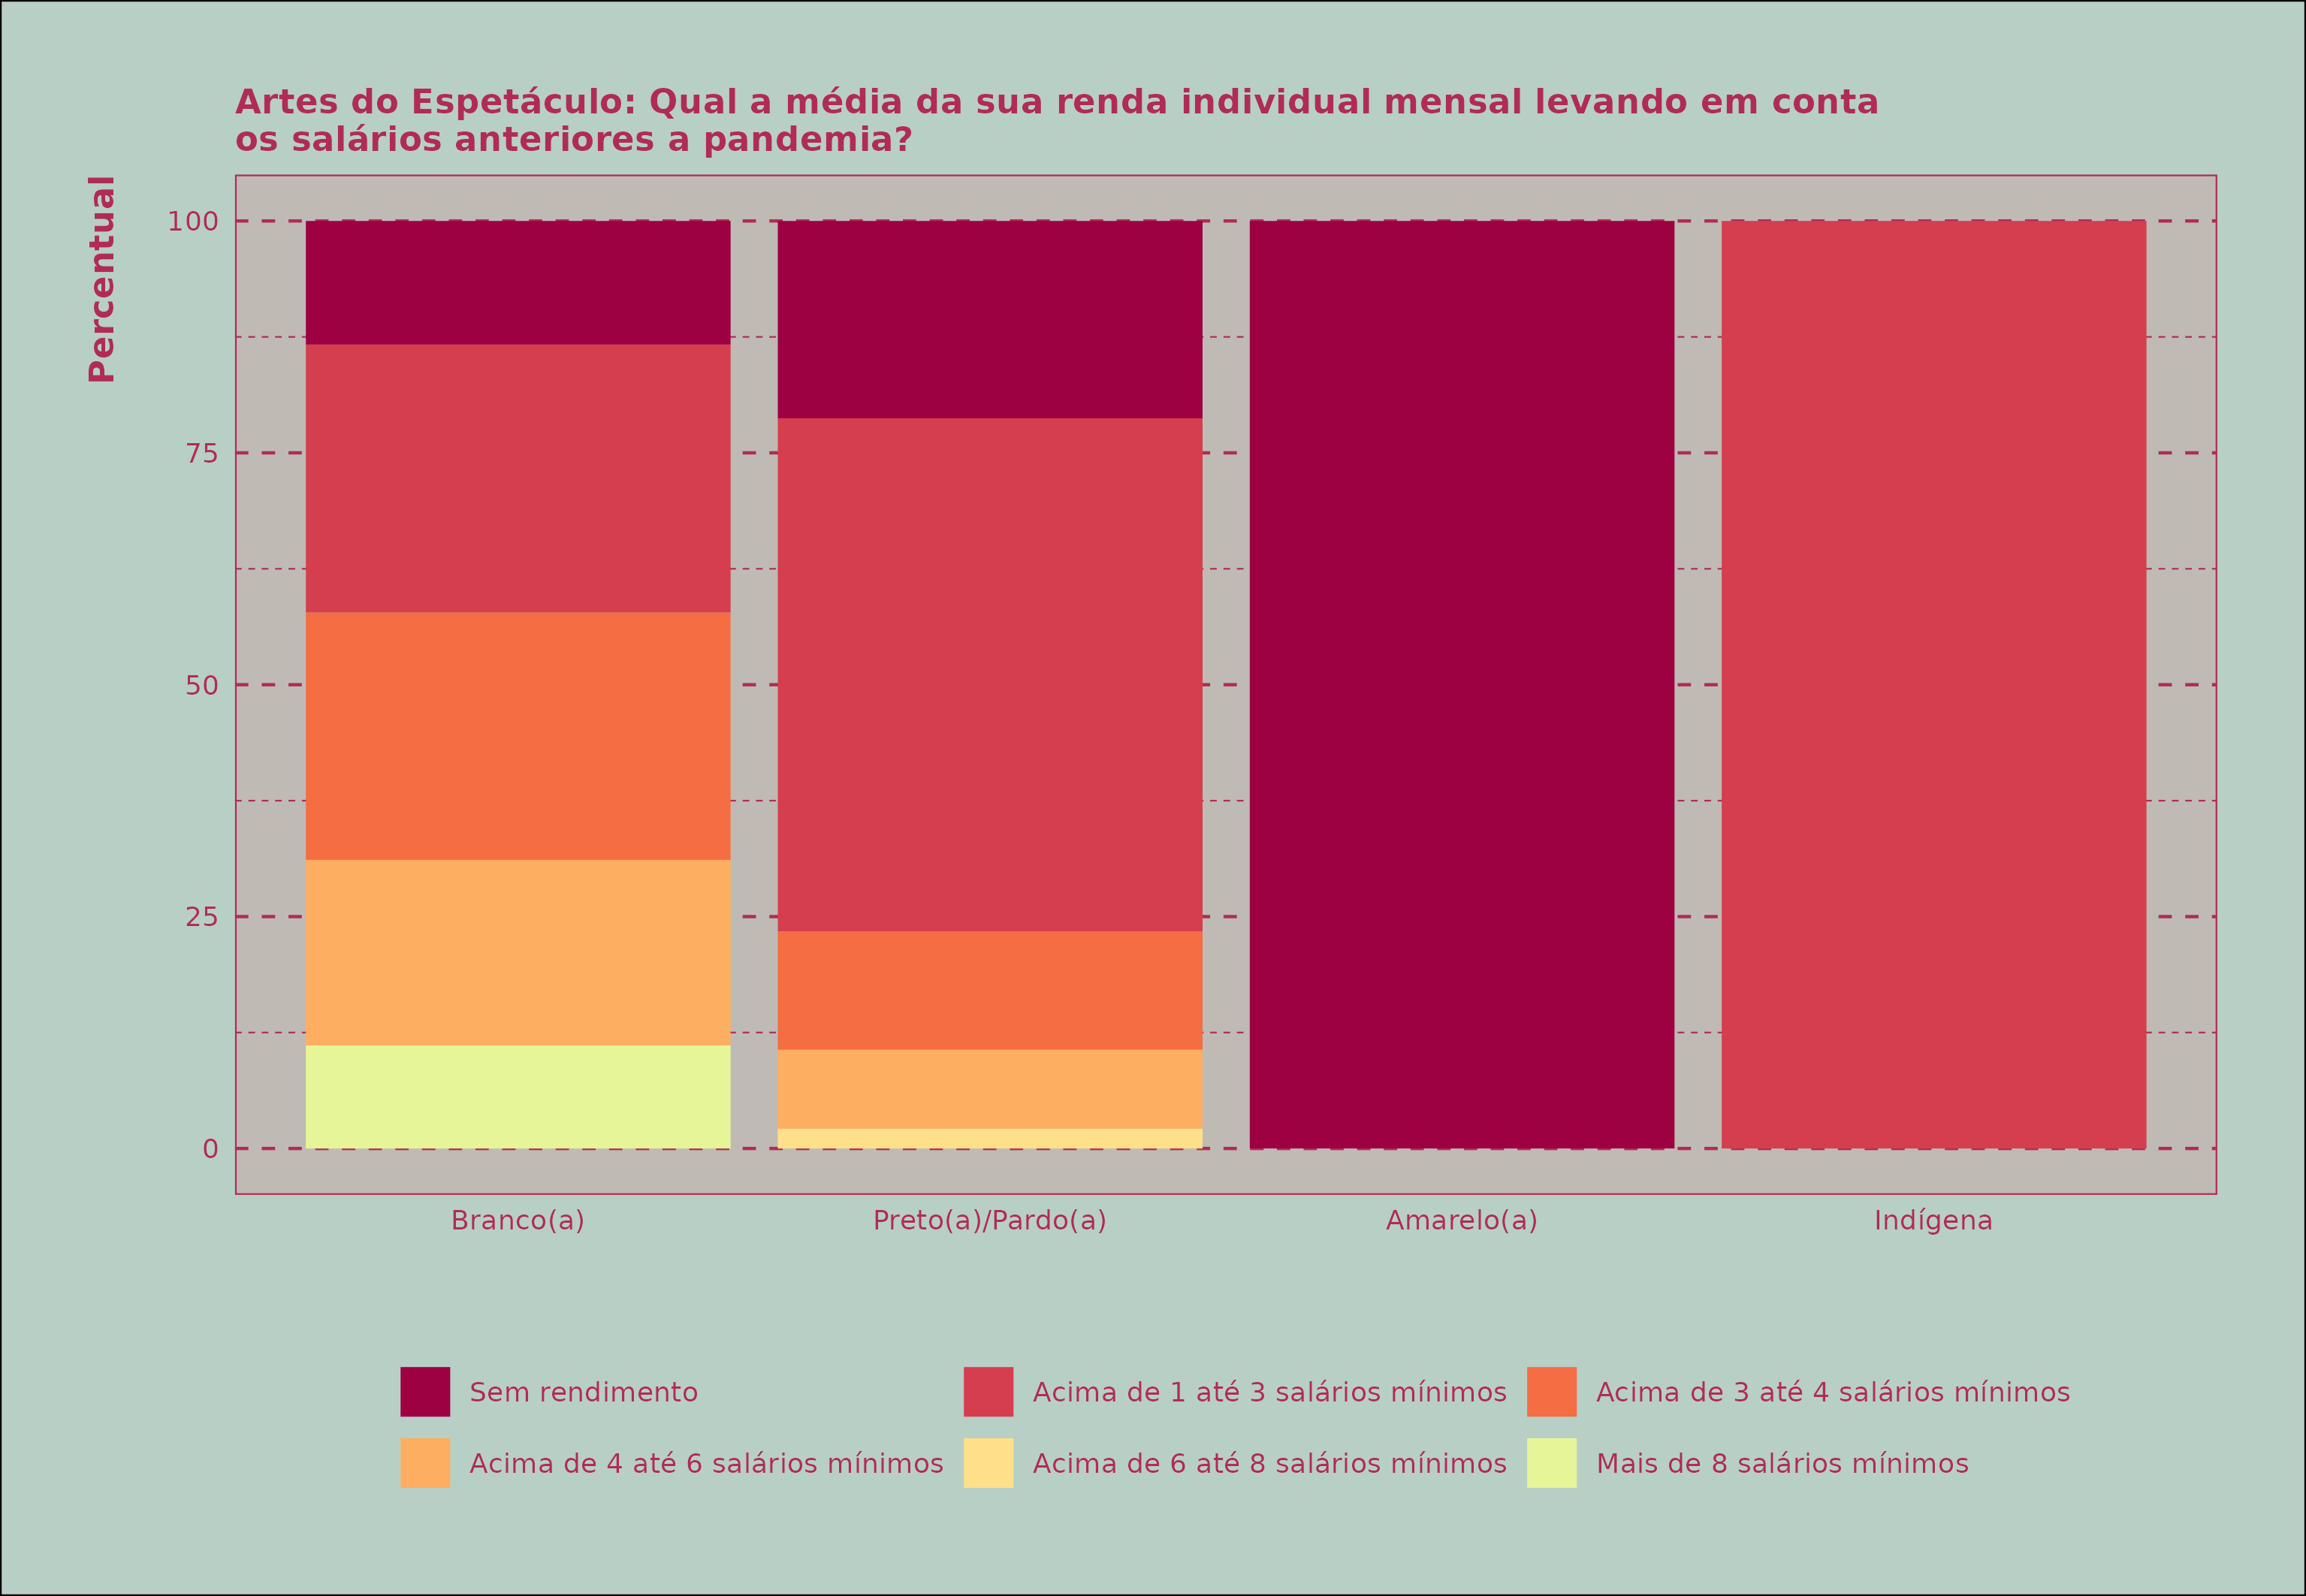 Artes do Espetáculo: Qual a média da sua renda individual mensal levando em conta
os salários anteriores a pandemia?
Percentual
100
75
50
25
0
Branco(a)
Preto(a)/Pardo(a)
Amarelo(a)
Indígena
Sem rendimento
Acima de 1 até 3 salários mínimos
Acima de 3 até 4 salários mínimos
Acima de 4 até 6 salários mínimos
Acima de 6 até 8 salários mínimos
Mais de 8 salários mínimos